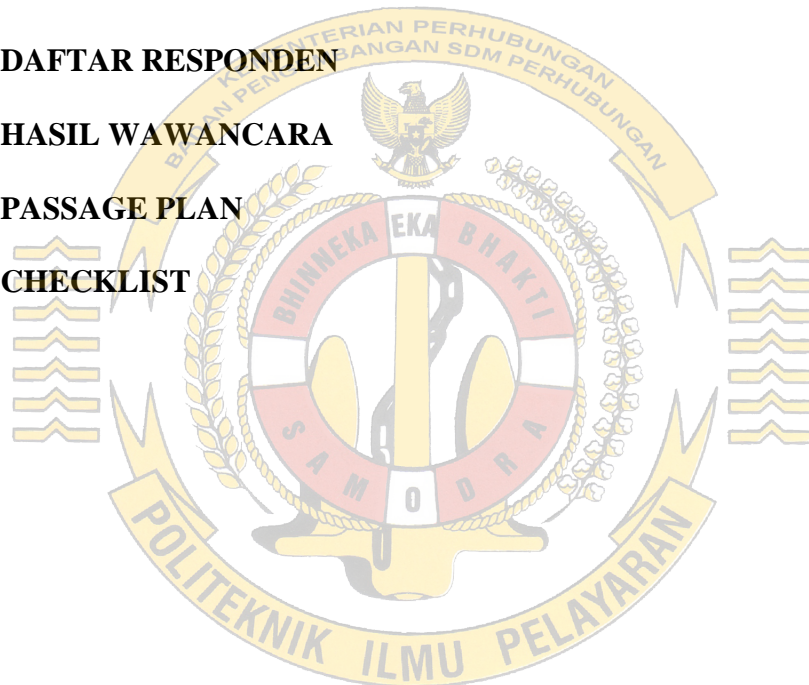 DAFTAR RESPONDEN
HASIL WAWANCARA
PASSAGE PLAN
CHECKLIST
KEMENTERIAN PERHUBUNGAN
BADAN PENGEMBANGAN SDM PERHUBUNGAN
BHINNEKA EKA BHAKTI
SAMODRA
POLITEKNIK ILMU PELAYARAN